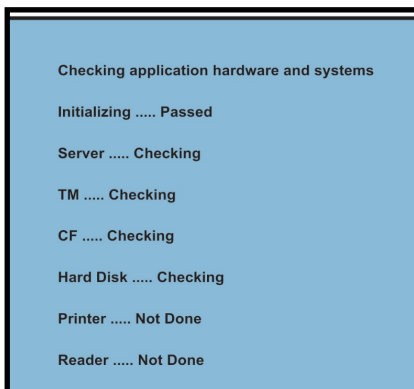 Checking application hardware and systems
Initializing ..... Passed
Server ..... Checking
TM ..... Checking
CF ..... Checking
Hard Disk ..... Checking
Printer ..... Not Done
Reader ..... Not Done